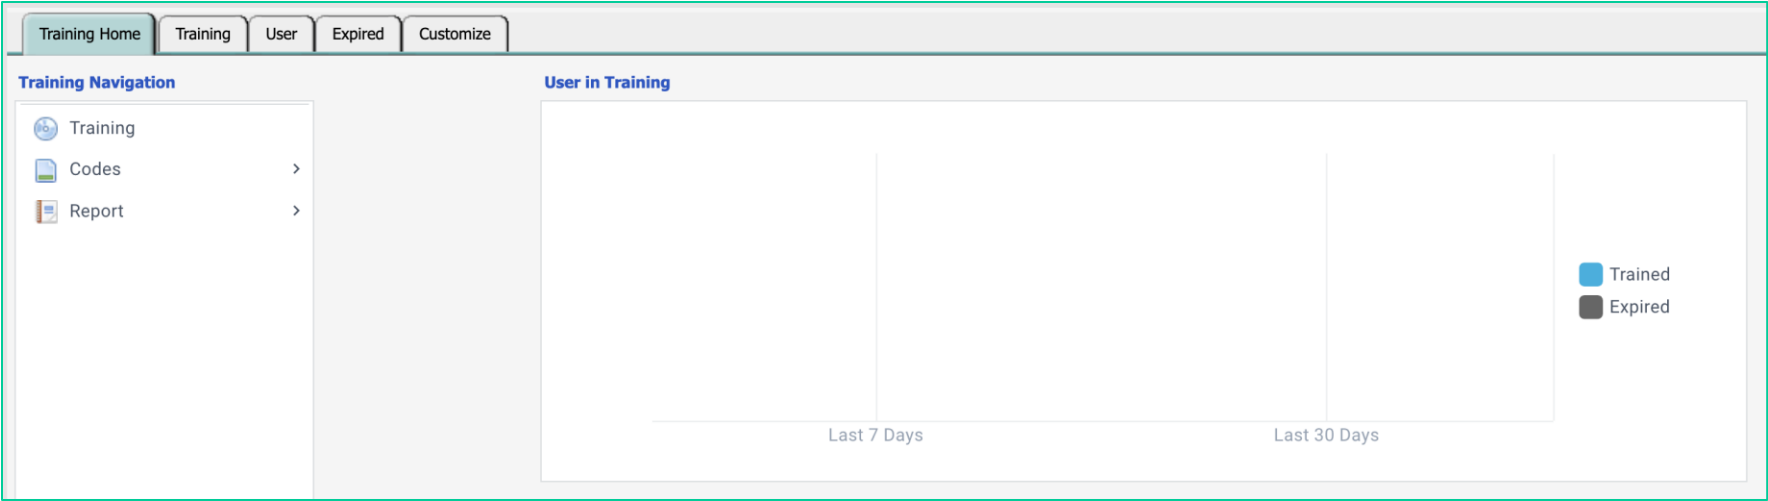 Training Home Training User Expired Customize
Training Navigation
Training
Codes
Report
User in Training
Trained
Expired
Last 7 Days Last 30 Days